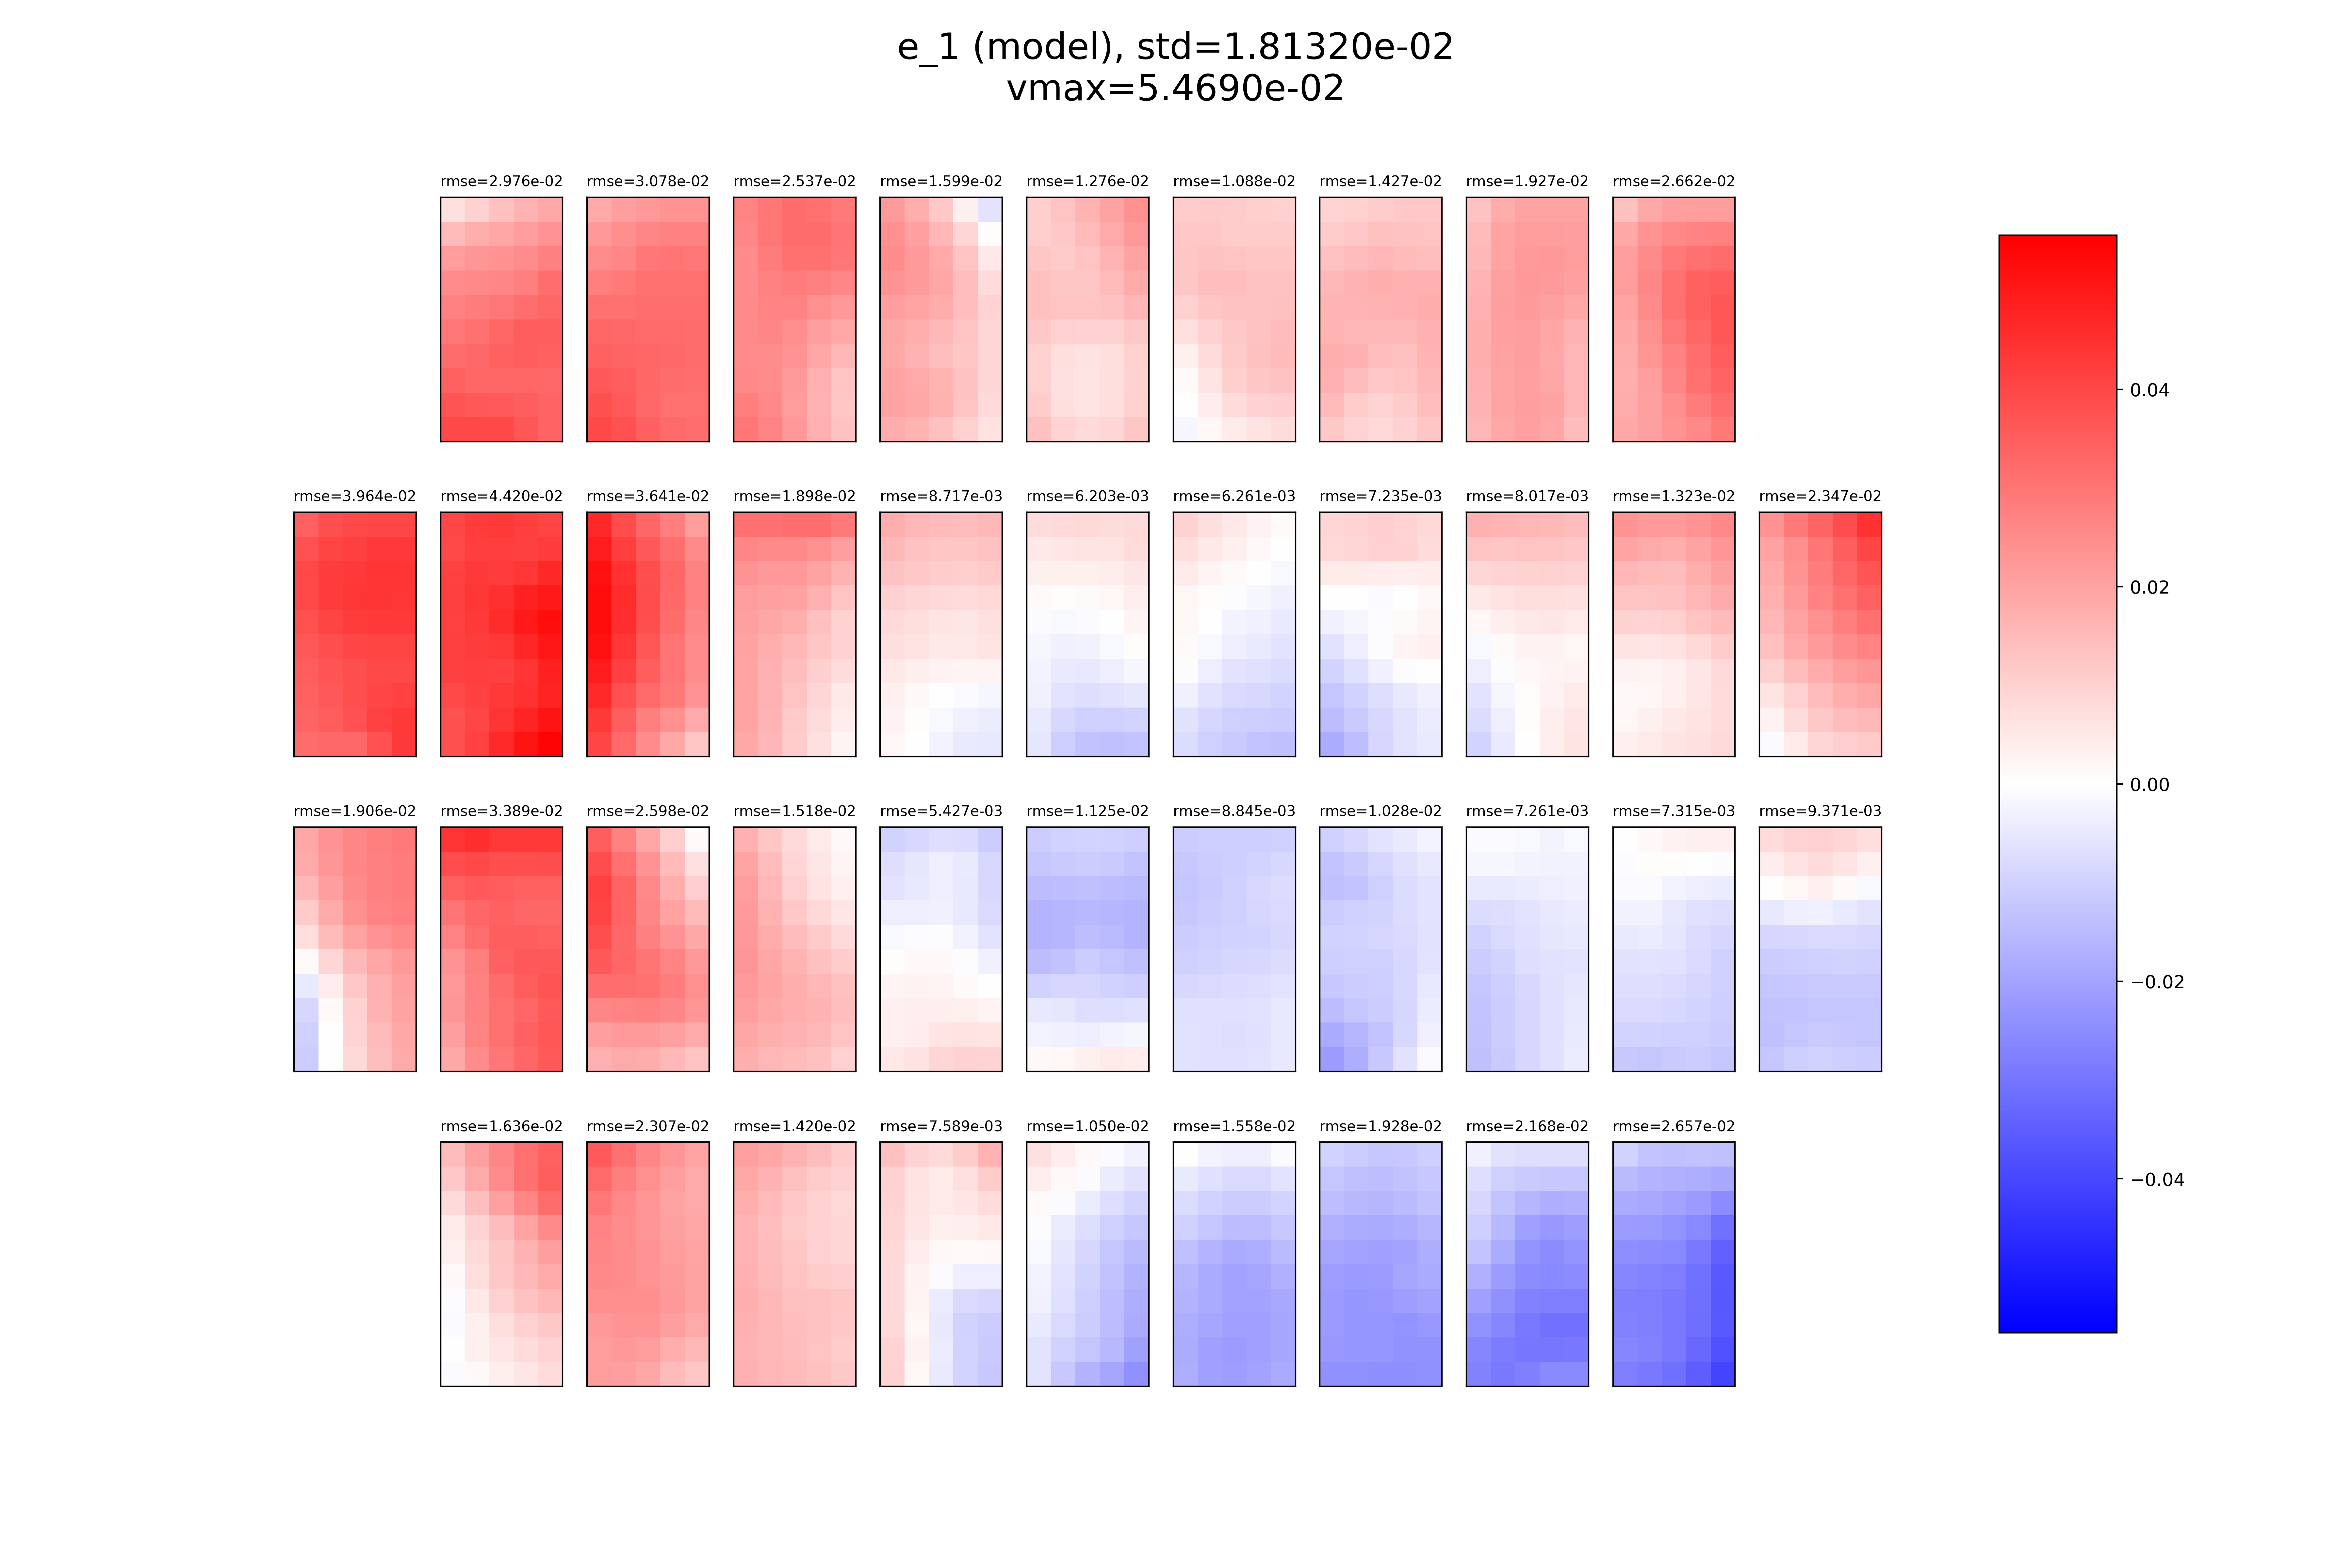 e_1 (model), std=1.81320e-02
vmax=5.4690e-02
rmse=2.976e-02 rmse=3.078e-02 rmse=2.537e-02 rmse=1.599e-02 rmse=1.276e-02 rmse=1.088e-02 rmse=1.427e-02 rmse=1.927e-02 rmse=2.662e-02
rmse=3.964e-02 rmse=4.420e-02 rmse=3.641e-02 rmse=1.898e-02 rmse=8.717e-03 rmse=6.203e-03 rmse=6.261e-03 rmse=7.235e-03 rmse=8.017e-03 rmse=1.323e-02 rmse=2.347e-02
rmse=1.906e-02 rmse=3.389e-02 rmse=2.598e-02 rmse=1.518e-02 rmse=5.427e-03 rmse=1.125e-02 rmse=8.845e-03 rmse=1.028e-02 rmse=7.261e-03 rmse=7.315e-03 rmse=9.371e-03
rmse=1.636e-02 rmse=2.307e-02 rmse=1.420e-02 rmse=7.589e-03 rmse=1.050e-02 rmse=1.558e-02 rmse=1.928e-02 rmse=2.168e-02 rmse=2.657e-02
0.04
0.02
0.00
−0.02
−0.04